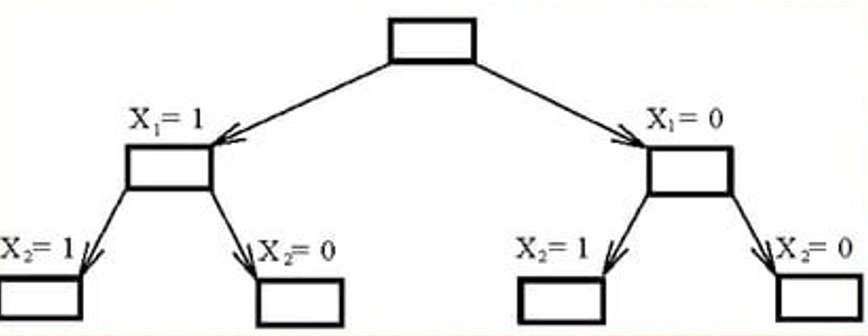 X₁= 1
X₁= 0
X₂= 1
X₂= 0
X₂= 1
X₂= 0